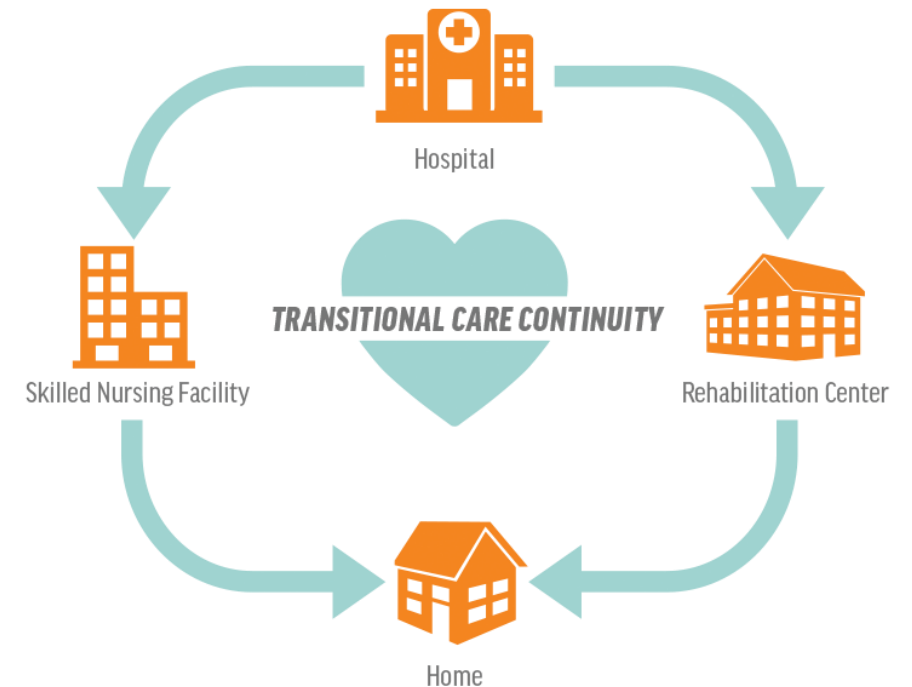 Hospital
TRANSITIONAL CARE CONTINUITY
Skilled Nursing Facility
Rehabilitation Center
Home